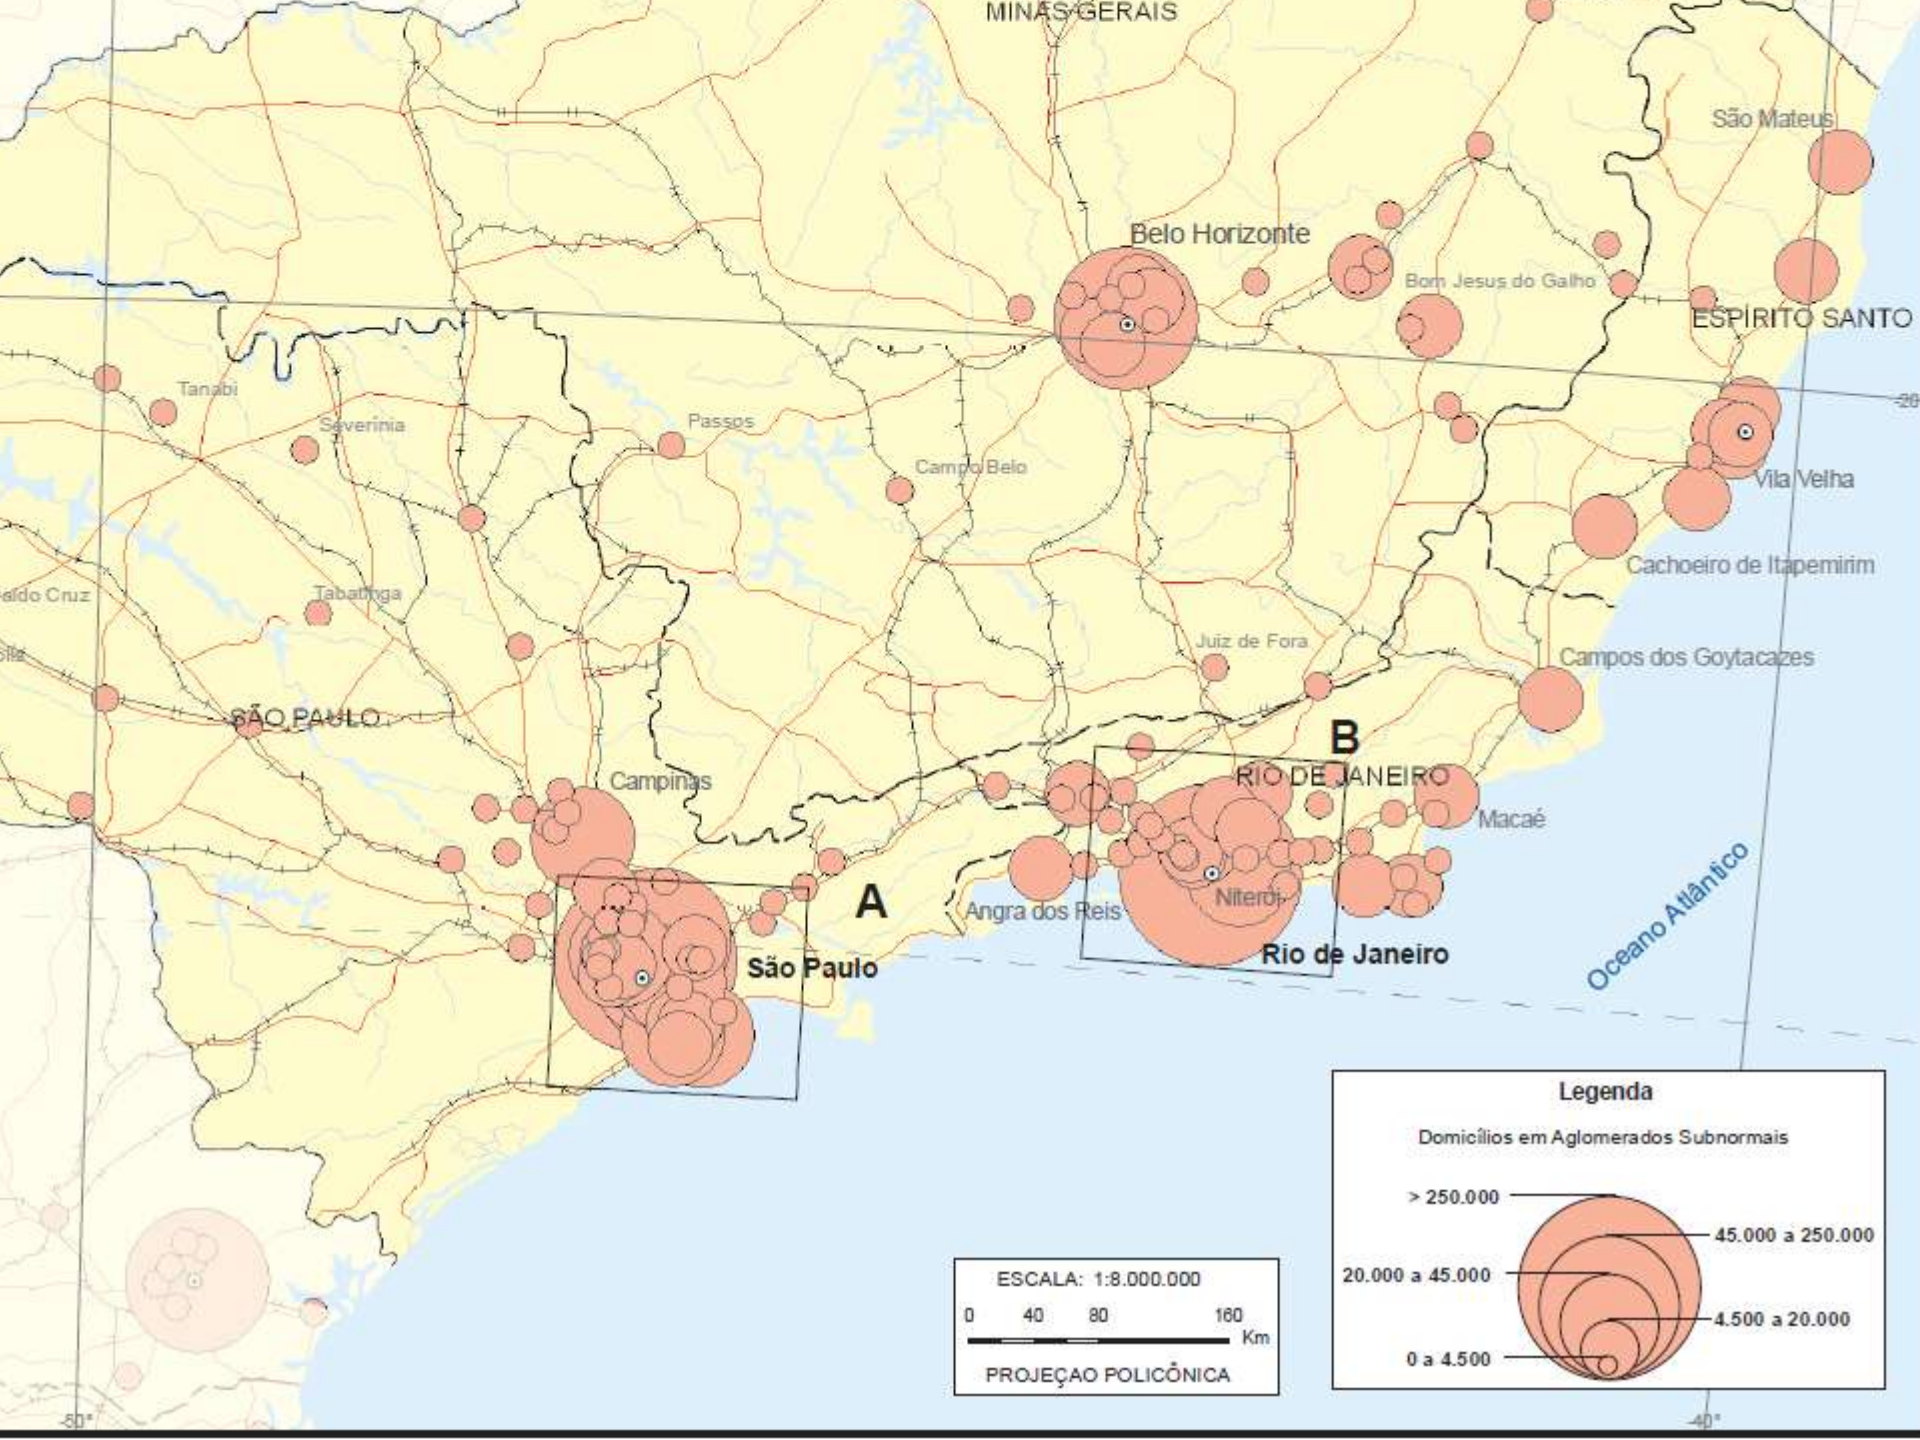 MINAS GERAIS
São Mateus
Belo Horizonte
Bom Jesus do Galho
ESPÍRITO SANTO
Tanabi
Severínia
Passos
-20
Campo Belo
Vila Velha
Cachoeiro de Itapemirim
aldo Cruz
Tabatinga
Juiz de Fora
Campos dos Goytacazes
SÃO PAULO
B
Campinas
RIO DE JANEIRO
Macaé
A
Angra dos Reis
Niterói
São Paulo
Rio de Janeiro
Oceano Atlântico
Legenda
Domicílios em Aglomerados Subnormais
> 250.000
45.000 a 250.000
20.000 a 45.000
4.500 a 20.000
0 a 4.500
ESCALA: 1:8.000.000
0 40 80 160
Km
PROJEÇAO POLICÔNICA
-50°
-40°